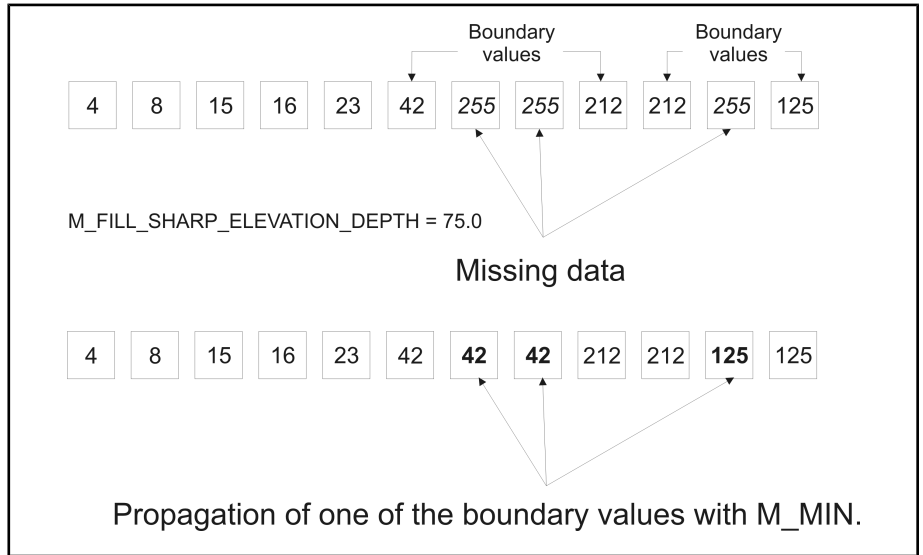 Boundary values
Boundary values
4 8 15 16 23 42 255 255 212 212 255 125
M_FILL_SHARP_ELEVATION_DEPTH = 75.0
Missing data
4 8 15 16 23 42 42 42 212 212 125 125
Propagation of one of the boundary values with M_MIN.